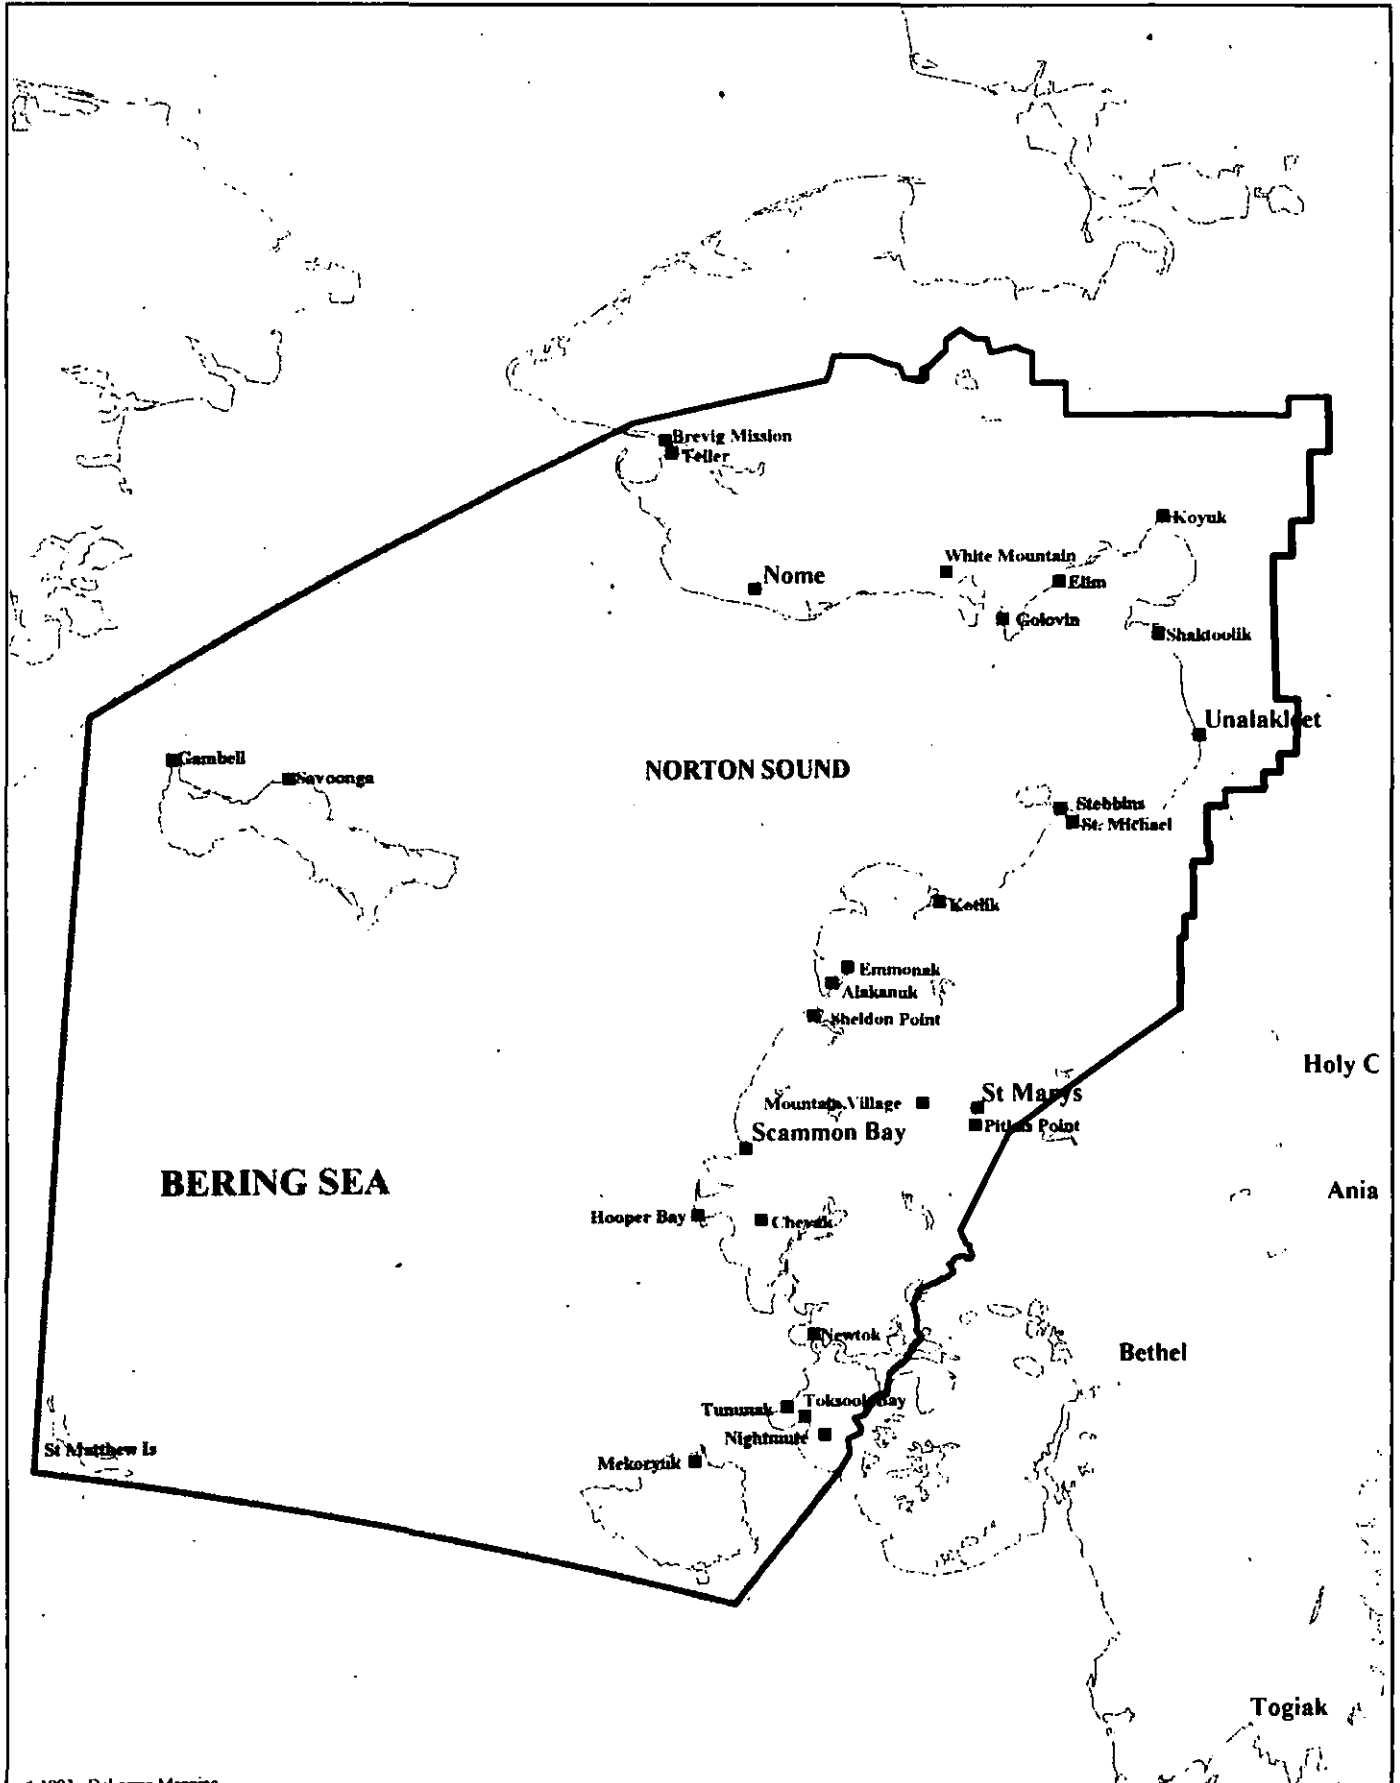 Brevig Mission
Teller
Koyuk
White Mountain
Nome
Elim
Golovin
Shaktoolik
Unalakleet
Gambell
Savoonga
NORTON SOUND
Stebbins
St. Michael
Kotlik
Emmonak
Alakanuk
Sheldon Point
Holy C
St Marys
Mountain Village
Pitkas Point
Scammon Bay
BERING SEA
Ania
Hooper Bay
Chevak
Newtok
Bethel
Tununak
Toksook Bay
Nightmute
St Matthew Is
Mekoryuk
Togiak